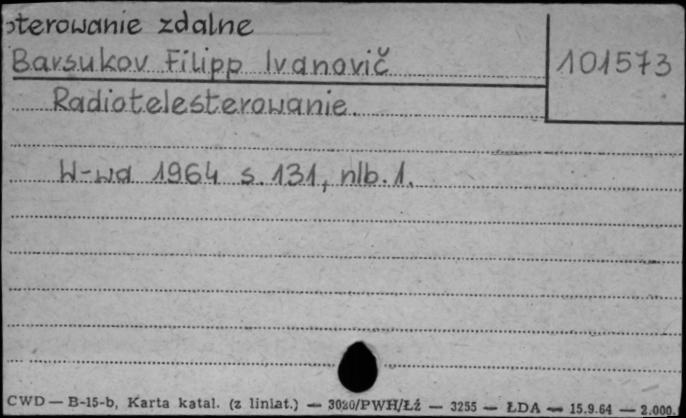 sterowanie zdalne
Barsukov Filipp Ivanovič
101573
Radiotelesterowanie.
W-wa 1964 s. 131, nlb. 1.
CWD — B-15-b, Karta katal. (z liniat.) — 3020/PWH/Łź — 3255 — ŁDA — 15.9.64 — 2.000.